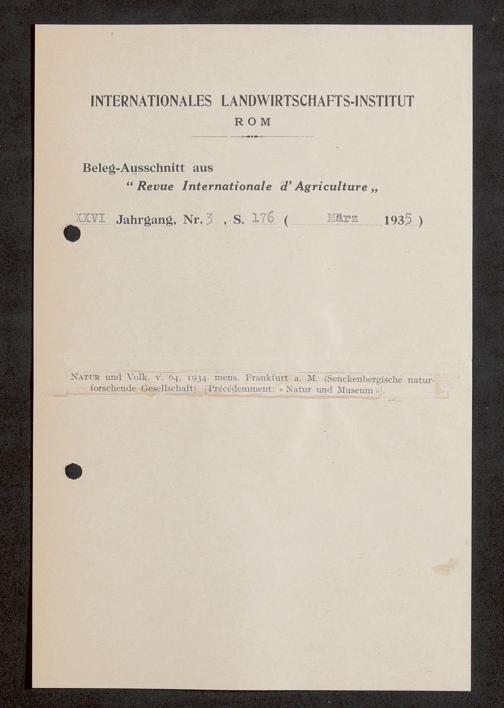 INTERNATIONALES LANDWIRTSCHAFTS-INSTITUT
ROM
Beleg-Ausschnitt aus
“ Revue Internationale d’ Agriculture „
XXVI Jahrgang, Nr. 3 , S. 176 ( März 1935 )
NATUR und Volk. v. 64, 1934. mens. Frankfurt a. M. (Senckenbergische natur-
forschende Gesellschaft). [Précédemment: « Natur und Museum »].